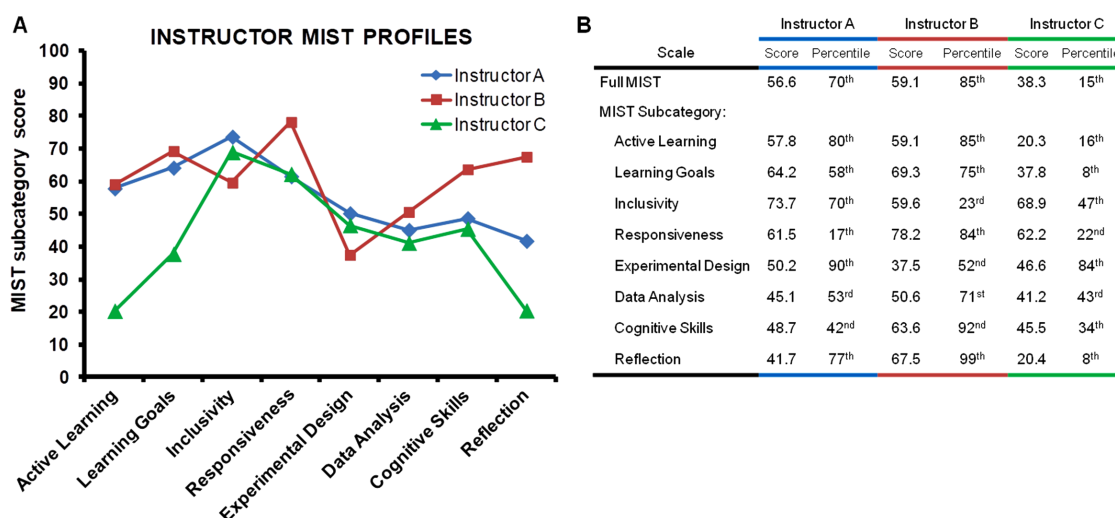 A
INSTRUCTOR MIST PROFILES
MIST subcategory score
100
90
80
70
60
50
40
30
20
10
0
Instructor A
Instructor B
Instructor C
Active Learning
Learning Goals
Inclusivity
Responsiveness
Experimental Design
Data Analysis
Cognitive Skills
Reflection
B
Instructor A Instructor B Instructor C
Scale Score Percentile Score Percentile Score Percentile
Full MIST 56.6 70th 59.1 85th 38.3 15th
MIST Subcategory:
Active Learning 57.8 80th 59.1 85th 20.3 16th
Learning Goals 64.2 58th 69.3 75th 37.8 8th
Inclusivity 73.7 70th 59.6 23rd 68.9 47th
Responsiveness 61.5 17th 78.2 84th 62.2 22nd
Experimental Design 50.2 90th 37.5 52nd 46.6 84th
Data Analysis 45.1 53rd 50.6 71st 41.2 43rd
Cognitive Skills 48.7 42nd 63.6 92nd 45.5 34th
Reflection 41.7 77th 67.5 99th 20.4 8th